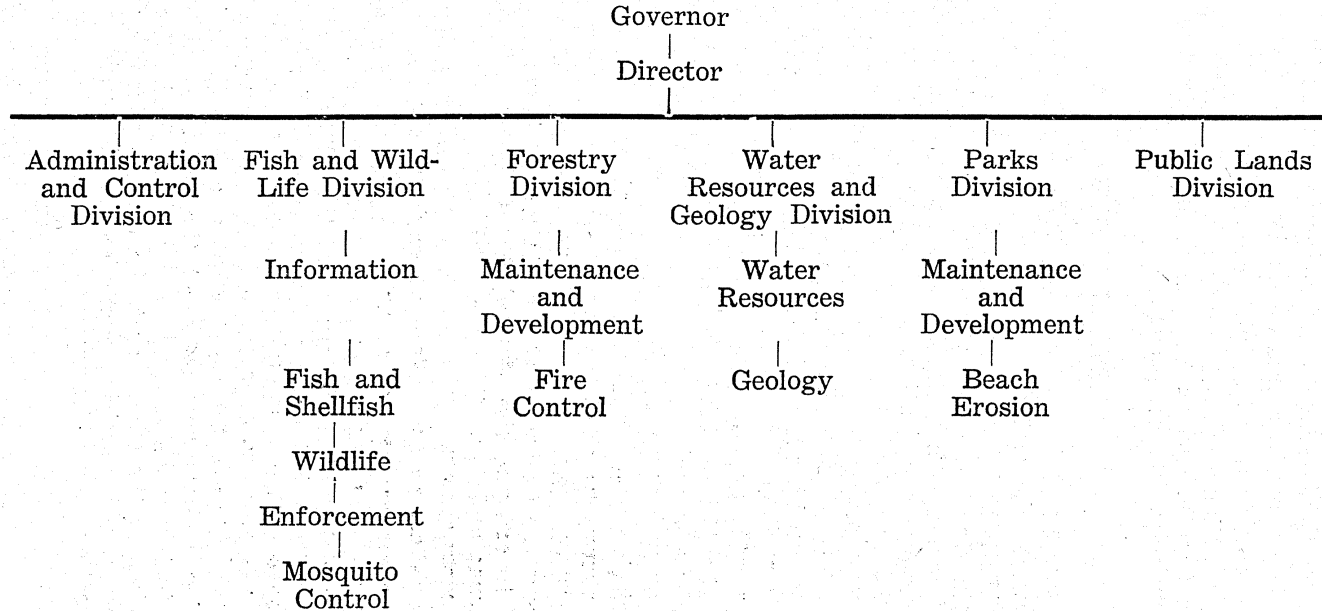 Governor
Director
Administration
and Control
Division
Fish and Wild-
Life Division
Forestry
Division
Water
Resources and
Geology Division
Parks
Division
Public Lands
Division
Information
Fish and
Shellfish
Wildlife
Enforcement
Mosquito
Control
Maintenance
and
Development
Fire
Control
Water
Resources
Geology
Maintenance
and
Development
Beach
Erosion